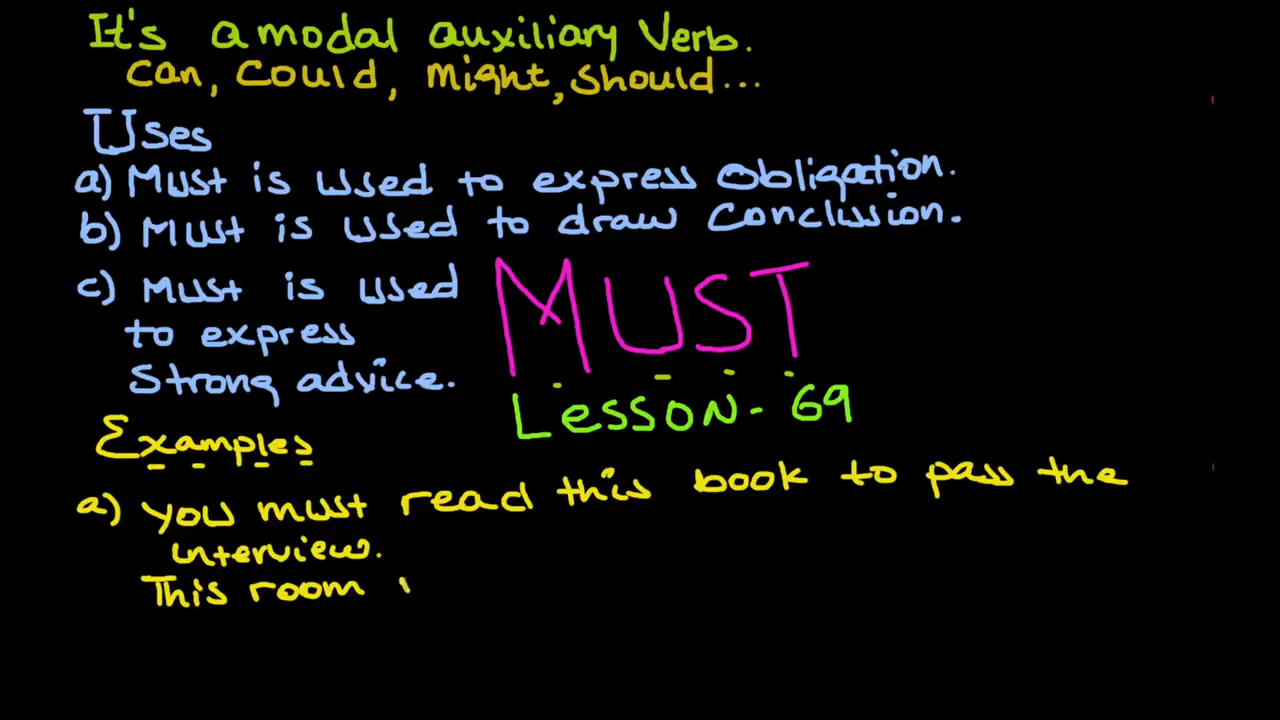 It's a modal auxiliary Verb.
Can, Could, Might, Should...
Uses
a) Must is used to express Obligation.
b) Must is used to draw Conclussion.
c) Must is used
to express
Strong advice.
MUST
Lesson - 69
Examples
a) you must read this book to pass the
interview.
This room